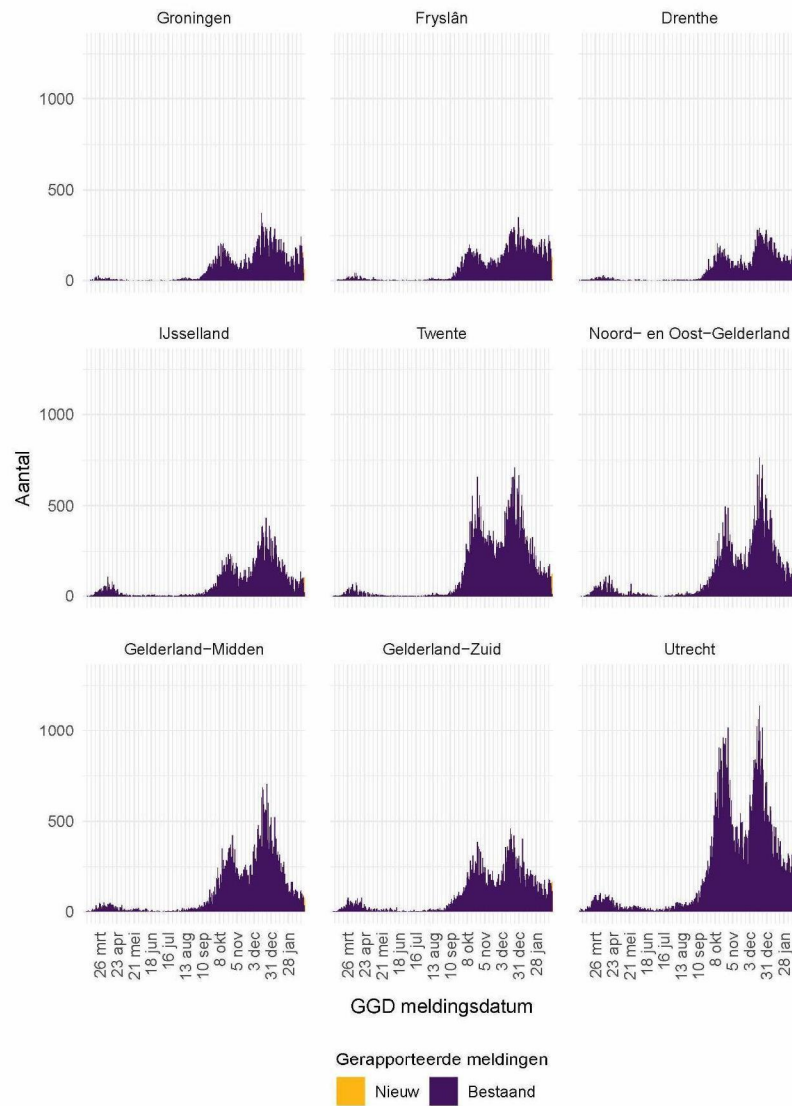 Groningen
Fryslân
Drenthe
1000
500
0
IJsselland
Twente
Noord− en Oost−Gelderland
1000
500
0
Aantal
Gelderland−Midden
Gelderland−Zuid
Utrecht
1000
500
0
26 mrt
23 apr
21 mei
18 jun
16 jul
13 aug
10 sep
8 okt
5 nov
3 dec
31 dec
28 jan
26 mrt
23 apr
21 mei
18 jun
16 jul
13 aug
10 sep
8 okt
5 nov
3 dec
31 dec
28 jan
26 mrt
23 apr
21 mei
18 jun
16 jul
13 aug
10 sep
8 okt
5 nov
3 dec
31 dec
28 jan
GGD meldingsdatum
Gerapporteerde meldingen
Nieuw Bestaand